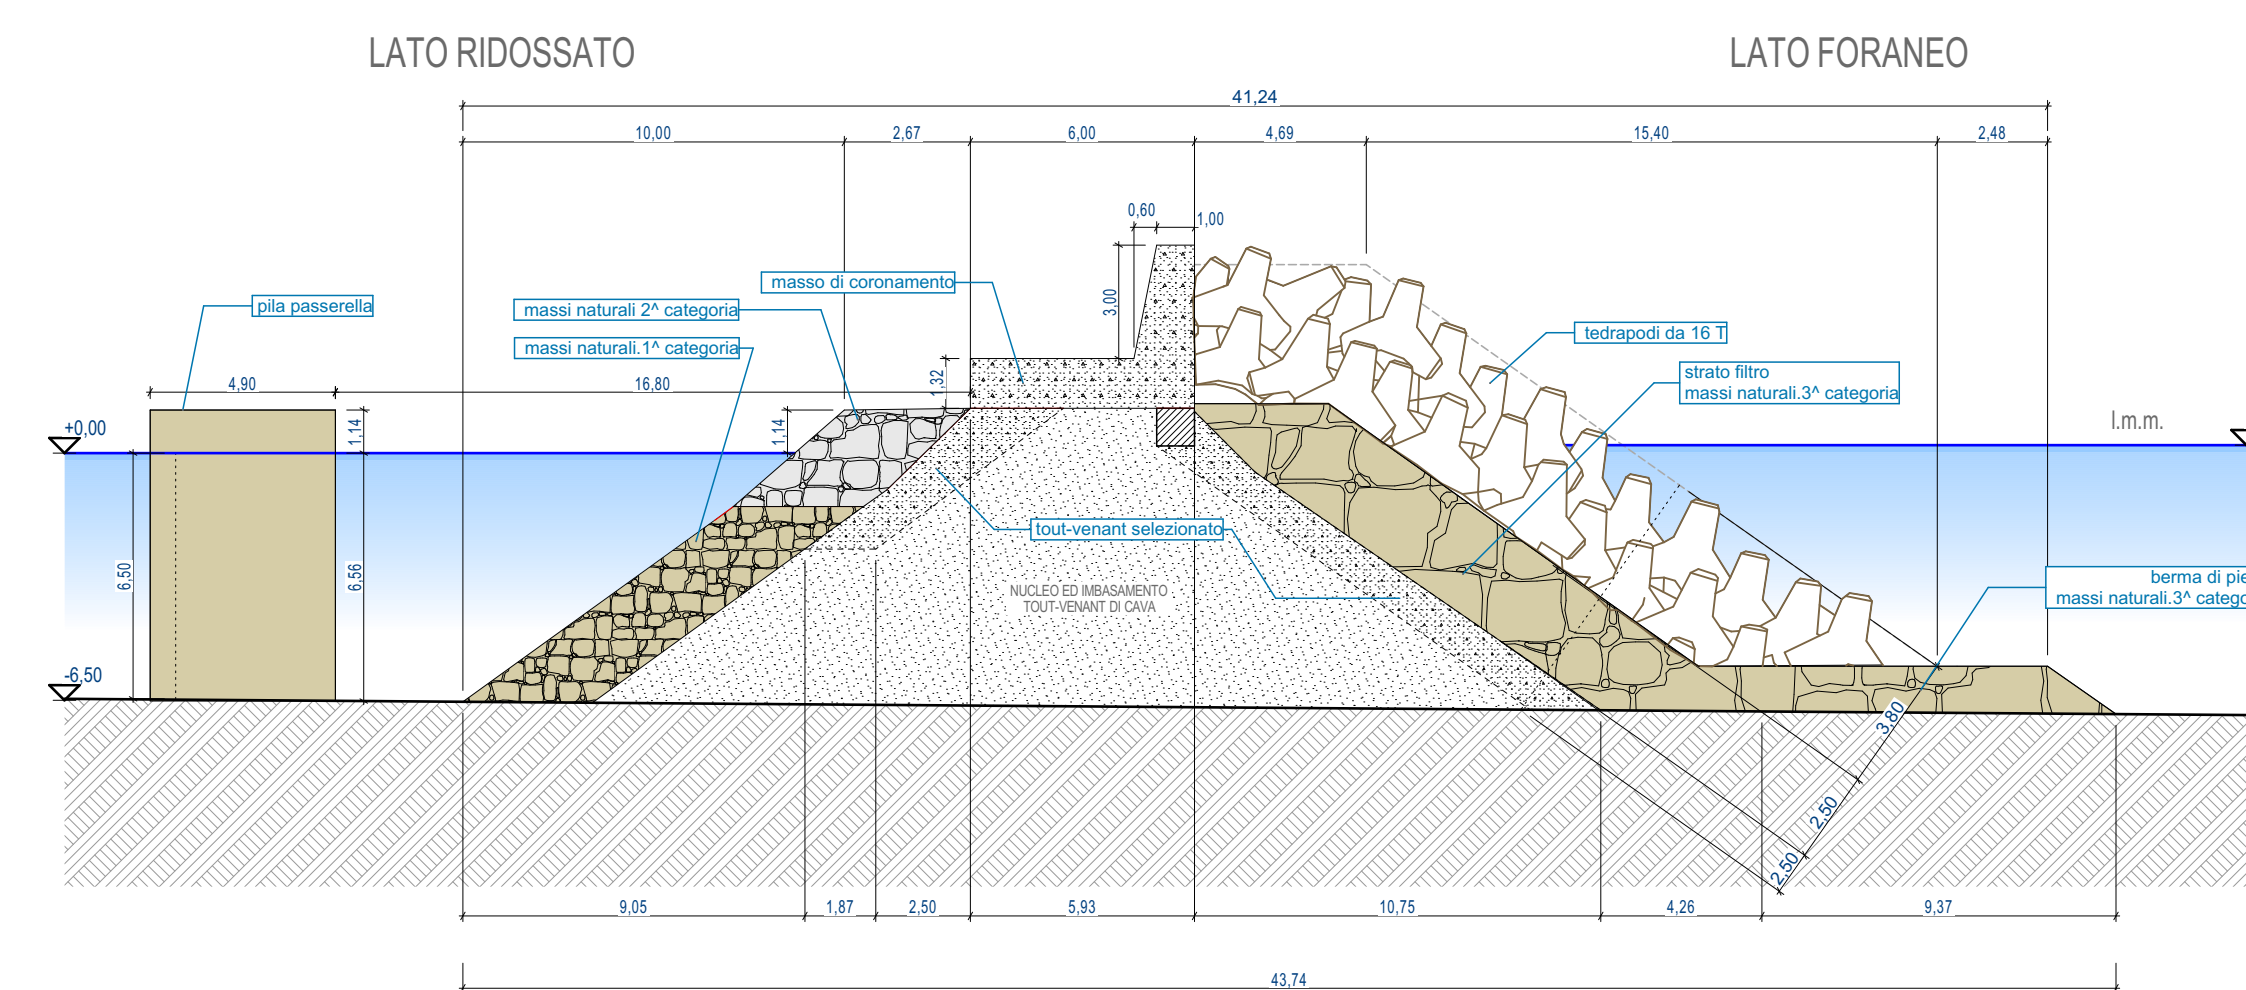 LATO RIDOSSATO
LATO FORANEO
41,24
10,00
2,67
6,00
4,69
15,40
2,48
0,60
1,00
masso di coronamento
pila passerella
massi naturali 2^ categoria
3,00
massi naturali.1^ categoria
tedrapodi da 16 T
strato filtro
massi naturali.3^ categoria
4,90
16,80
1,32
+0,00
1,14
1,14
l.m.m.
tout-venant selezionato
6,50
6,56
NUCLEO ED IMBASAMENTO
TOUT-VENANT DI CAVA
berma di pie
massi naturali.3^ catego
-6,50
3,80
2,50
2,50
9,05
1,87
2,50
5,93
10,75
4,26
9,37
43,74